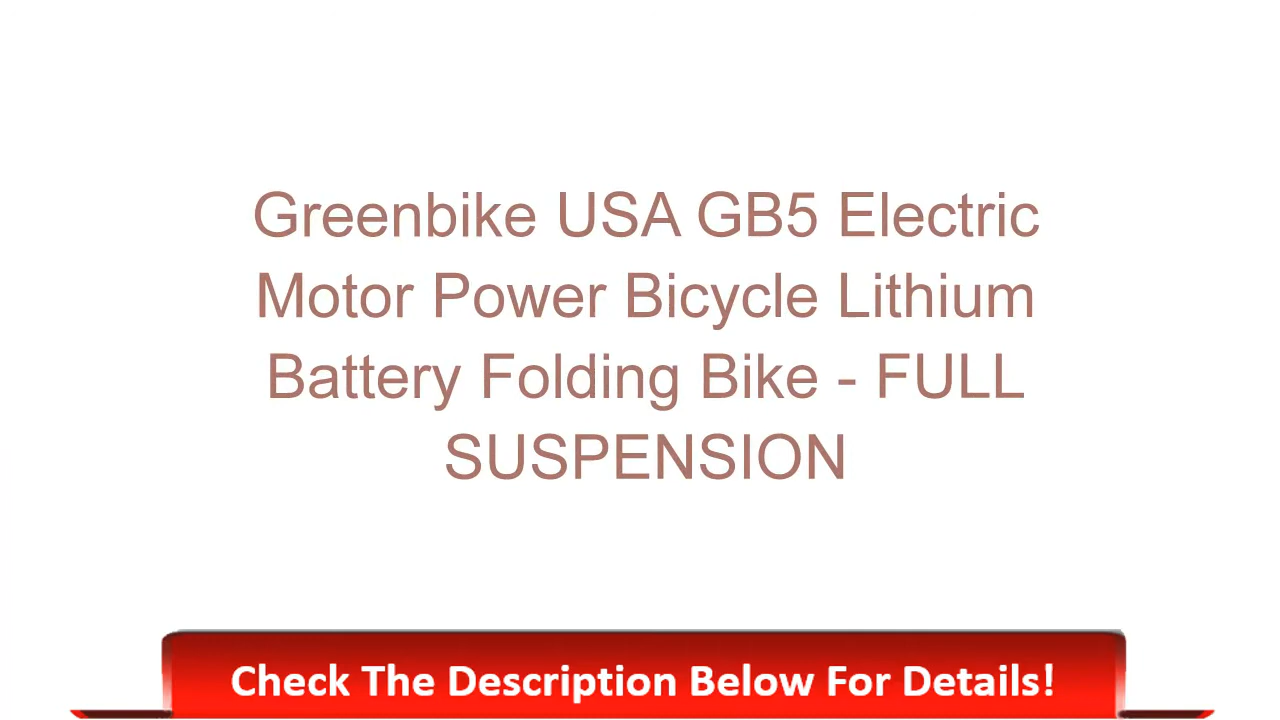 Greenbike USA GB5 Electric
Motor Power Bicycle Lithium
Battery Folding Bike - FULL
SUSPENSION
Check The Description Below For Details!